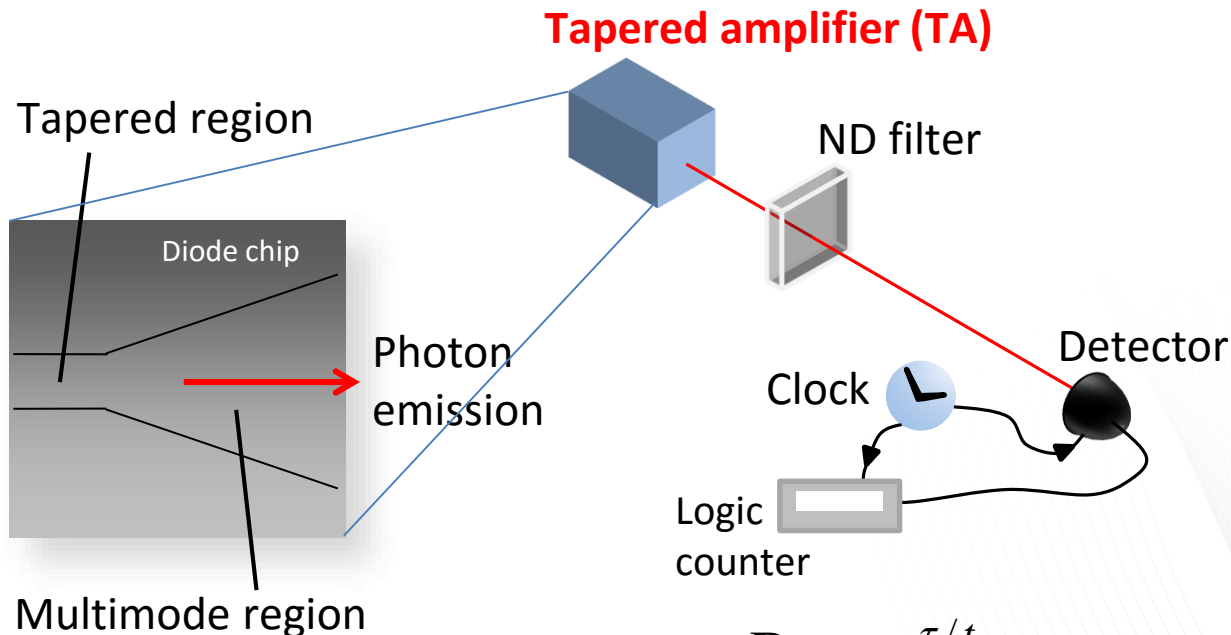 Tapered amplifier (TA)
Tapered region
ND filter
Diode chip
Photon
emission
Detector
Clock
Logic
counter
Multimode region